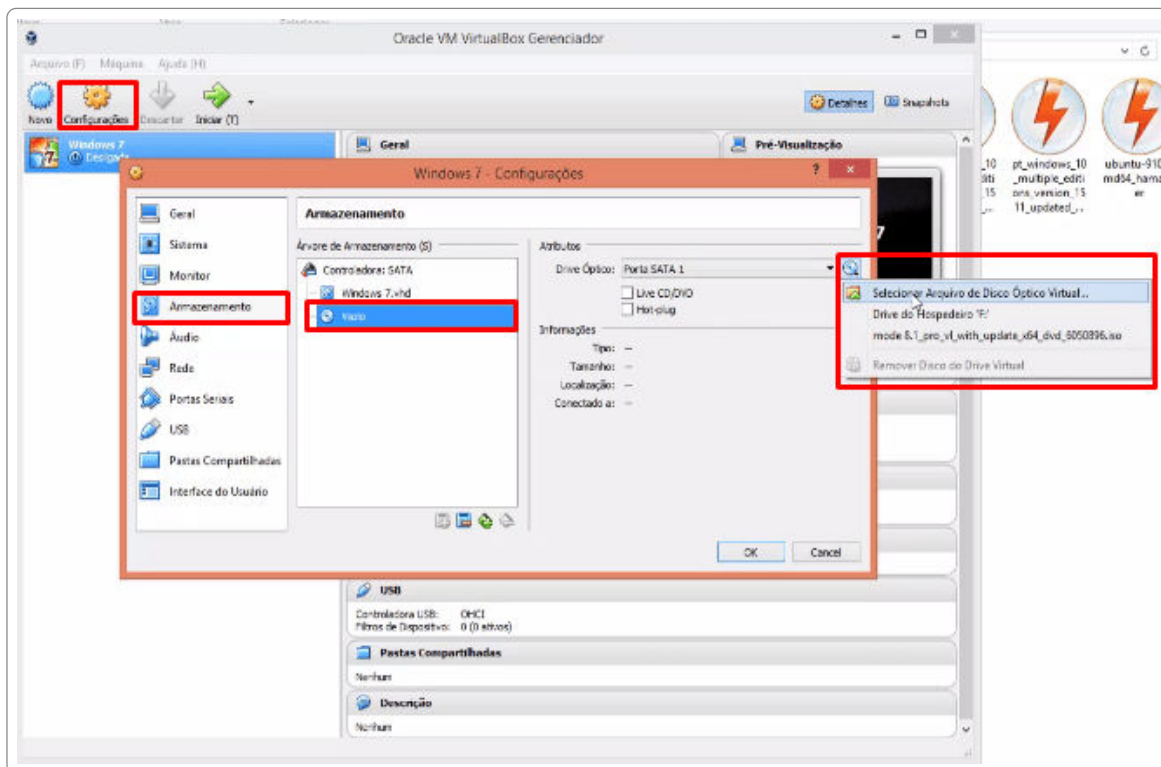 Oracle VM VirtualBox Gerenciador
Arquivo (F) Máquina Ajuda (H)
Novo Configurações Descartar Iniciar (T)
Detalhes Snapshots
Windows 7
Desligada
Geral
Pré-Visualização
pt_windows_10
_multiple_editi
ons_version_15
11_updated_...
ubuntu-910
md64_hama
er
Windows 7 - Configurações
?
Geral
Sistema
Monitor
Armazenamento
Áudio
Rede
Portas Seriais
USB
Pastas Compartilhadas
Interface do Usuário
Armazenamento
Árvore de Armazenamento (S)
Controladora: SATA
Windows 7.vhd
Vazio
Atributos
Drive Óptico: Porta SATA 1
Live CD/DVD
Hot-plug
Informações
Tipo: --
Tamanho: --
Localização: --
Conectado a: --
Selecionar Arquivo de Disco Óptico Virtual...
Drive do Hospedeiro 'F:'
mode 8.1_pro_vl_with_update_x64_dvd_6050896.iso
Remover Disco do Drive Virtual
OK Cancel
USB
Controladora USB: OHCI
Filtros de Dispositivo: 0 (0 ativos)
Pastas Compartilhadas
Nenhum
Descrição
Nenhum